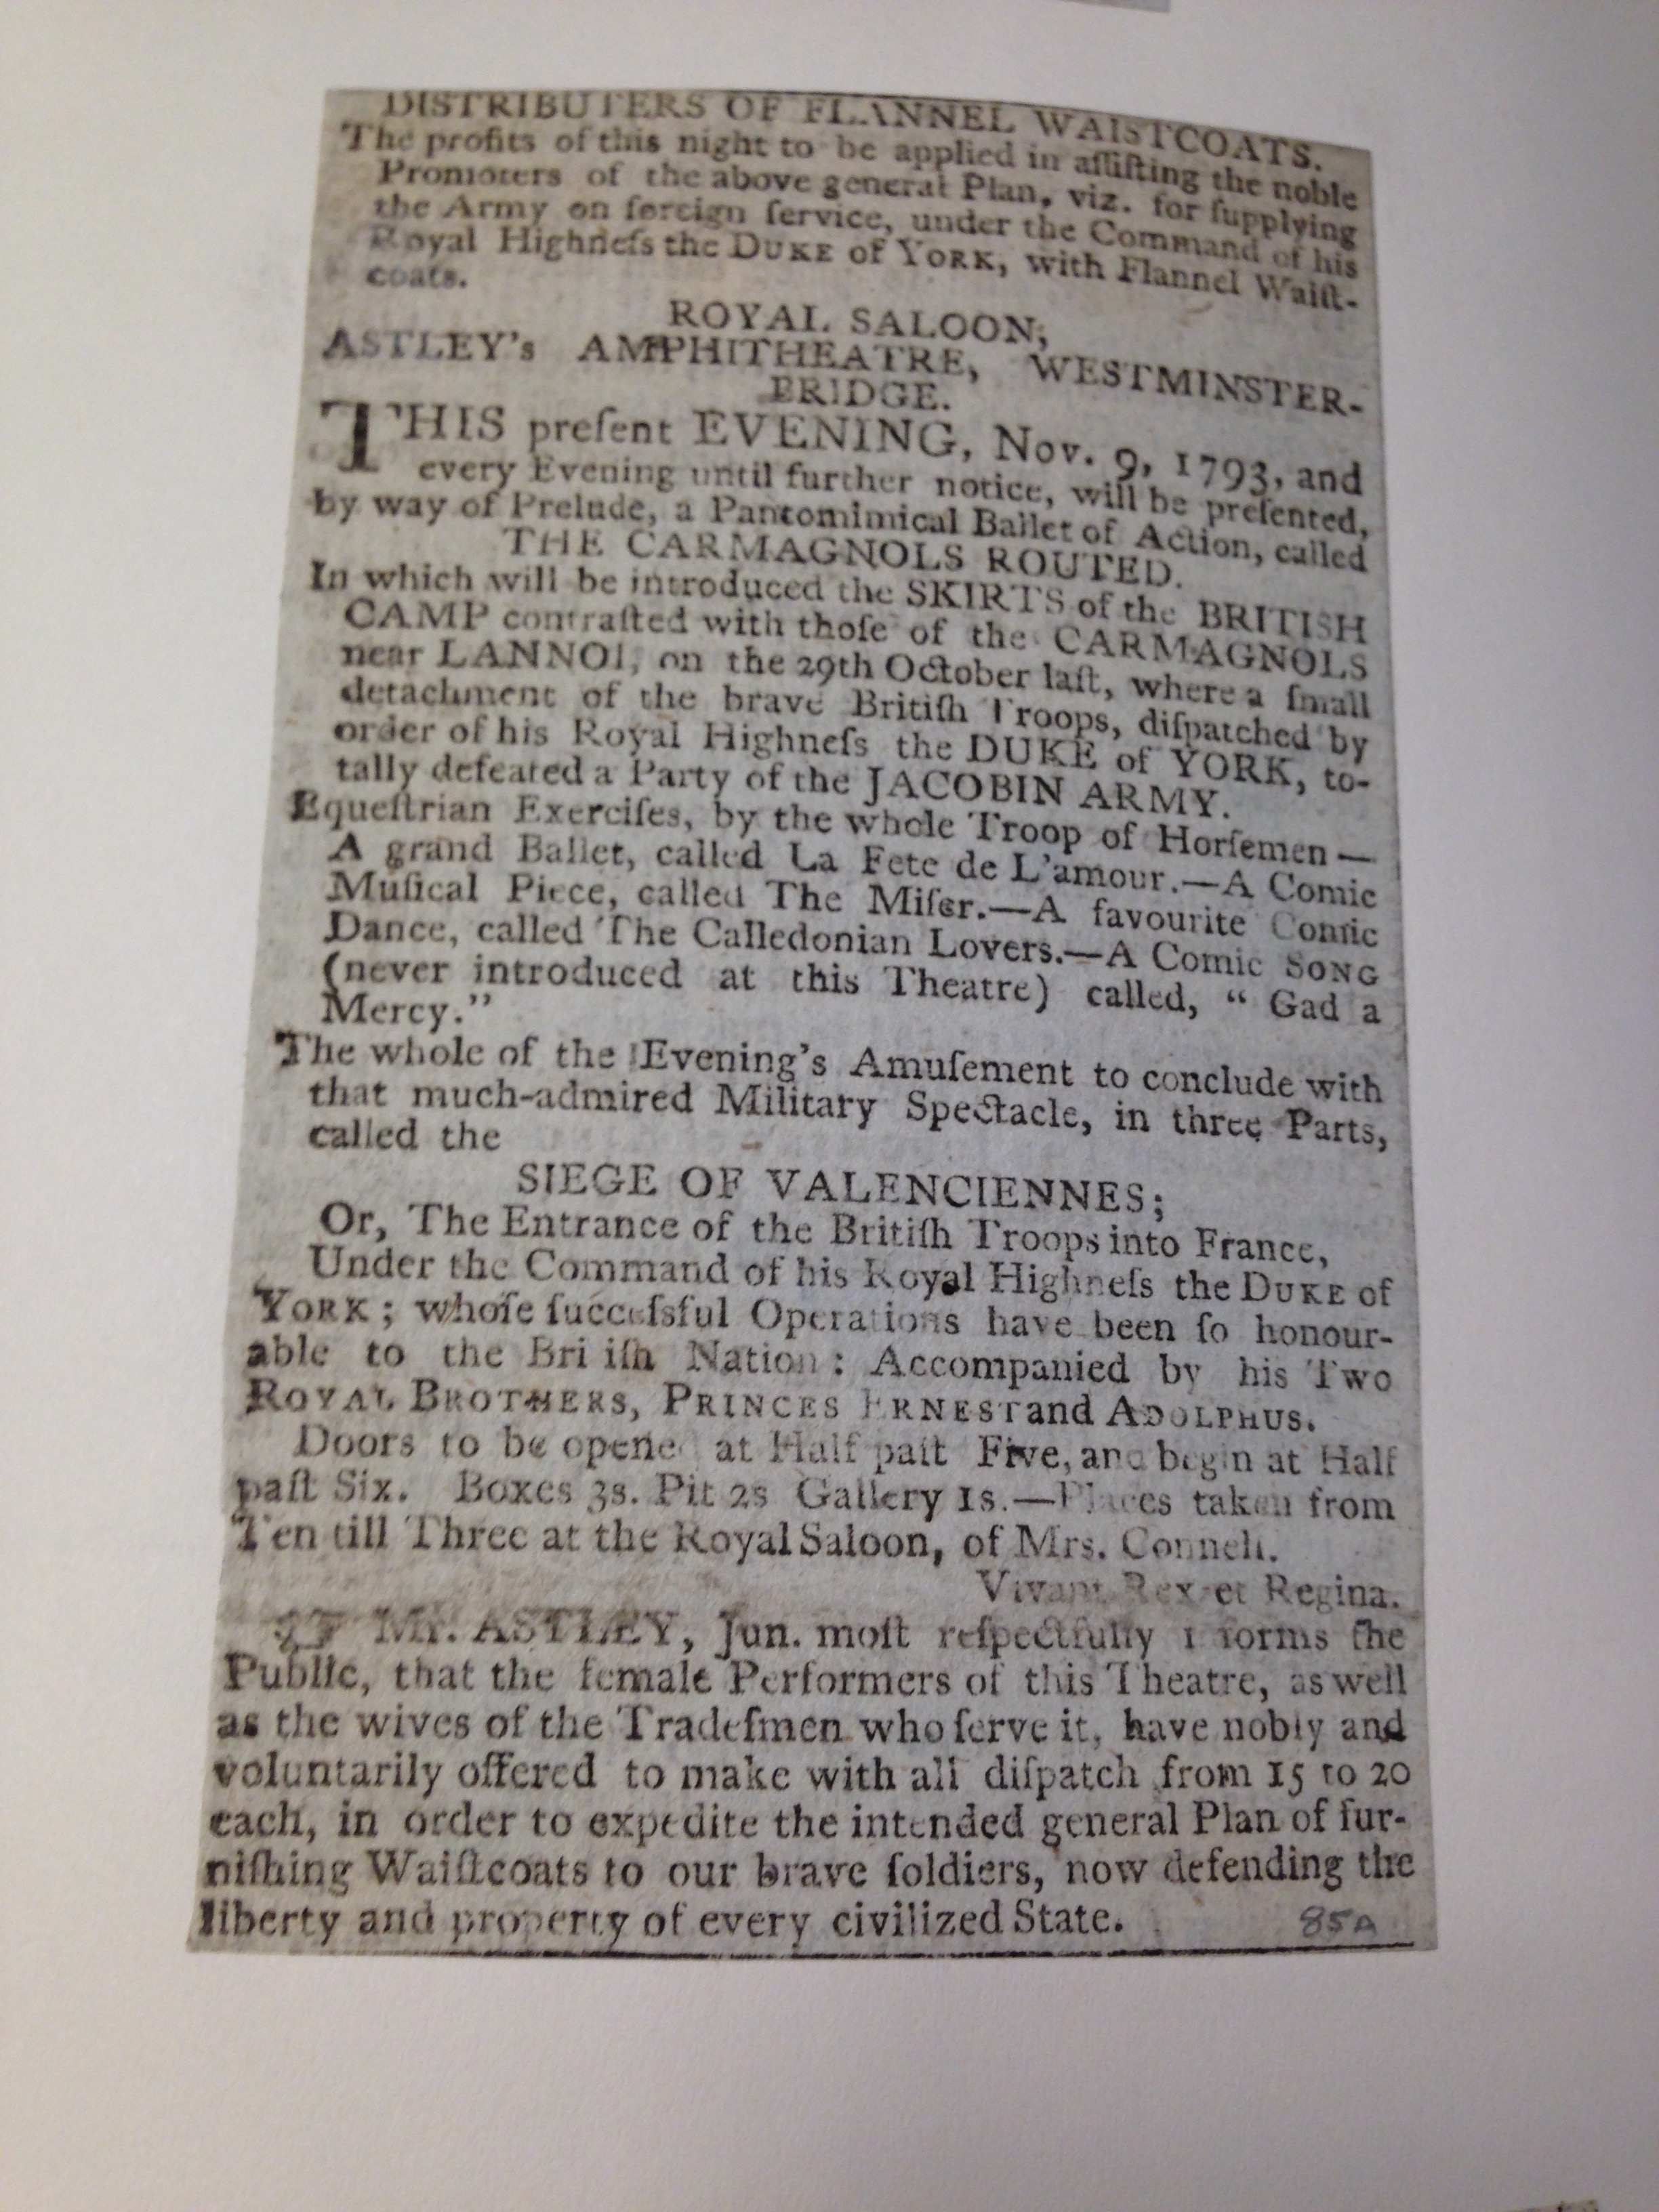 DISTRIBUTERS OF FLANNEL WAISTCOATS.
The profits of this night to be applied in aſſiſting the noble
Promoters of the above general Plan, viz. for ſupplying
the Army on foreign ſervice, under the Command of his
Royal Highneſs the DUKE of YORK, with Flannel Waiſt-
coats.
ROYAL SALOON,
ASTLEY's AMPHITHEATRE, WESTMINSTER-
BRIDGE.
THIS preſent EVENING, Nov. 9, 1793, and
every Evening until further notice, will be preſented,
by way of Prelude, a Pantomimical Ballet of Action, called
THE CARMAGNOLS ROUTED.
In which will be introduced the SKIRTS of the BRITISH
CAMP contraſted with thoſe of the CARMAGNOLS
near LANNOI, on the 29th October laſt, where a ſmall
detachment of the brave Britiſh Troops, diſpatched by
order of his Royal Highneſs the DUKE of YORK, to-
tally defeated a Party of the JACOBIN ARMY.
Equeſtrian Exerciſes, by the whole Troop of Horſemen—
A grand Ballet, called La Fete de L'amour.—A Comic
Muſical Piece, called The Miſer.—A favourite Comic
Dance, called The Calledonian Lovers.—A Comic SONG
(never introduced at this Theatre) called, “ Gad a
Mercy.”
The whole of the Evening's Amuſement to conclude with
that much-admired Military Spectacle, in three Parts,
called the
SIEGE OF VALENCIENNES;
Or, The Entrance of the Britiſh Troops into France,
Under the Command of his Royal Highneſs the DUKE of
YORK; whoſe ſucceſsful Operations have been ſo honour-
able to the Bri iſh Nation: Accompanied by his Two
ROYAL BROTHERS, PRINCES ERNEST and ADOLPHUS.
Doors to be opened at Half paſt Five, and begin at Half
paſt Six. Boxes 3s. Pit 2s Gallery 1s.—Places taken from
Ten till Three at the Royal Saloon, of Mrs. Connell.
Vivant Rex et Regina.
☞ Mr. ASTLEY, Jun. moſt reſpectfully i forms the
Public, that the female Performers of this Theatre, as well
as the wives of the Tradeſmen who ſerve it, have nobly and
voluntarily offered to make with all diſpatch from 15 to 20
each, in order to expedite the intended general Plan of fur-
niſhing Waiſtcoats to our brave ſoldiers, now defending the
liberty and property of every civilized State.
85A